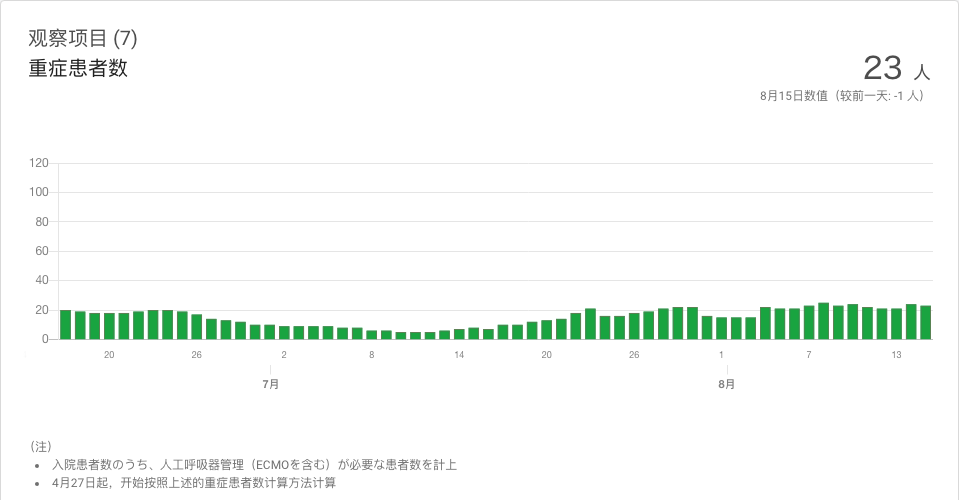 观察项目 (7)
重症患者数
23 人
8月15日数值（较前一天: -1 人）
120
100
80
60
40
20
0
20 26 2 8 14 20 26 1 7 13
7月 8月
（注）
• 入院患者数のうち、人工呼吸器管理（ECMOを含む）が必要な患者数を計上
• 4月27日起，开始按照上述的重症患者数计算方法计算